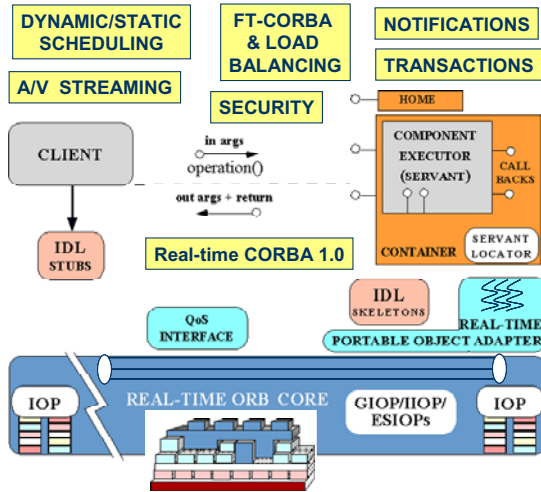 DYNAMIC/STATIC
SCHEDULING
FT-CORBA
& LOAD
BALANCING
NOTIFICATIONS
TRANSACTIONS
A/V STREAMING
SECURITY
HOME
CLIENT
in args
operation()
out args + return
COMPONENT
EXECUTOR
(SERVANT)
CALL
BACKS
CONTAINER
SERVANT
LOCATOR
IDL
STUBS
Real-time CORBA 1.0
QoS
INTERFACE
IDL
SKELETONS
REAL-TIME
PORTABLE OBJECT ADAPTER
IOP
REAL-TIME ORB CORE
GIOP/IIOP/
ESIOPs
IOP